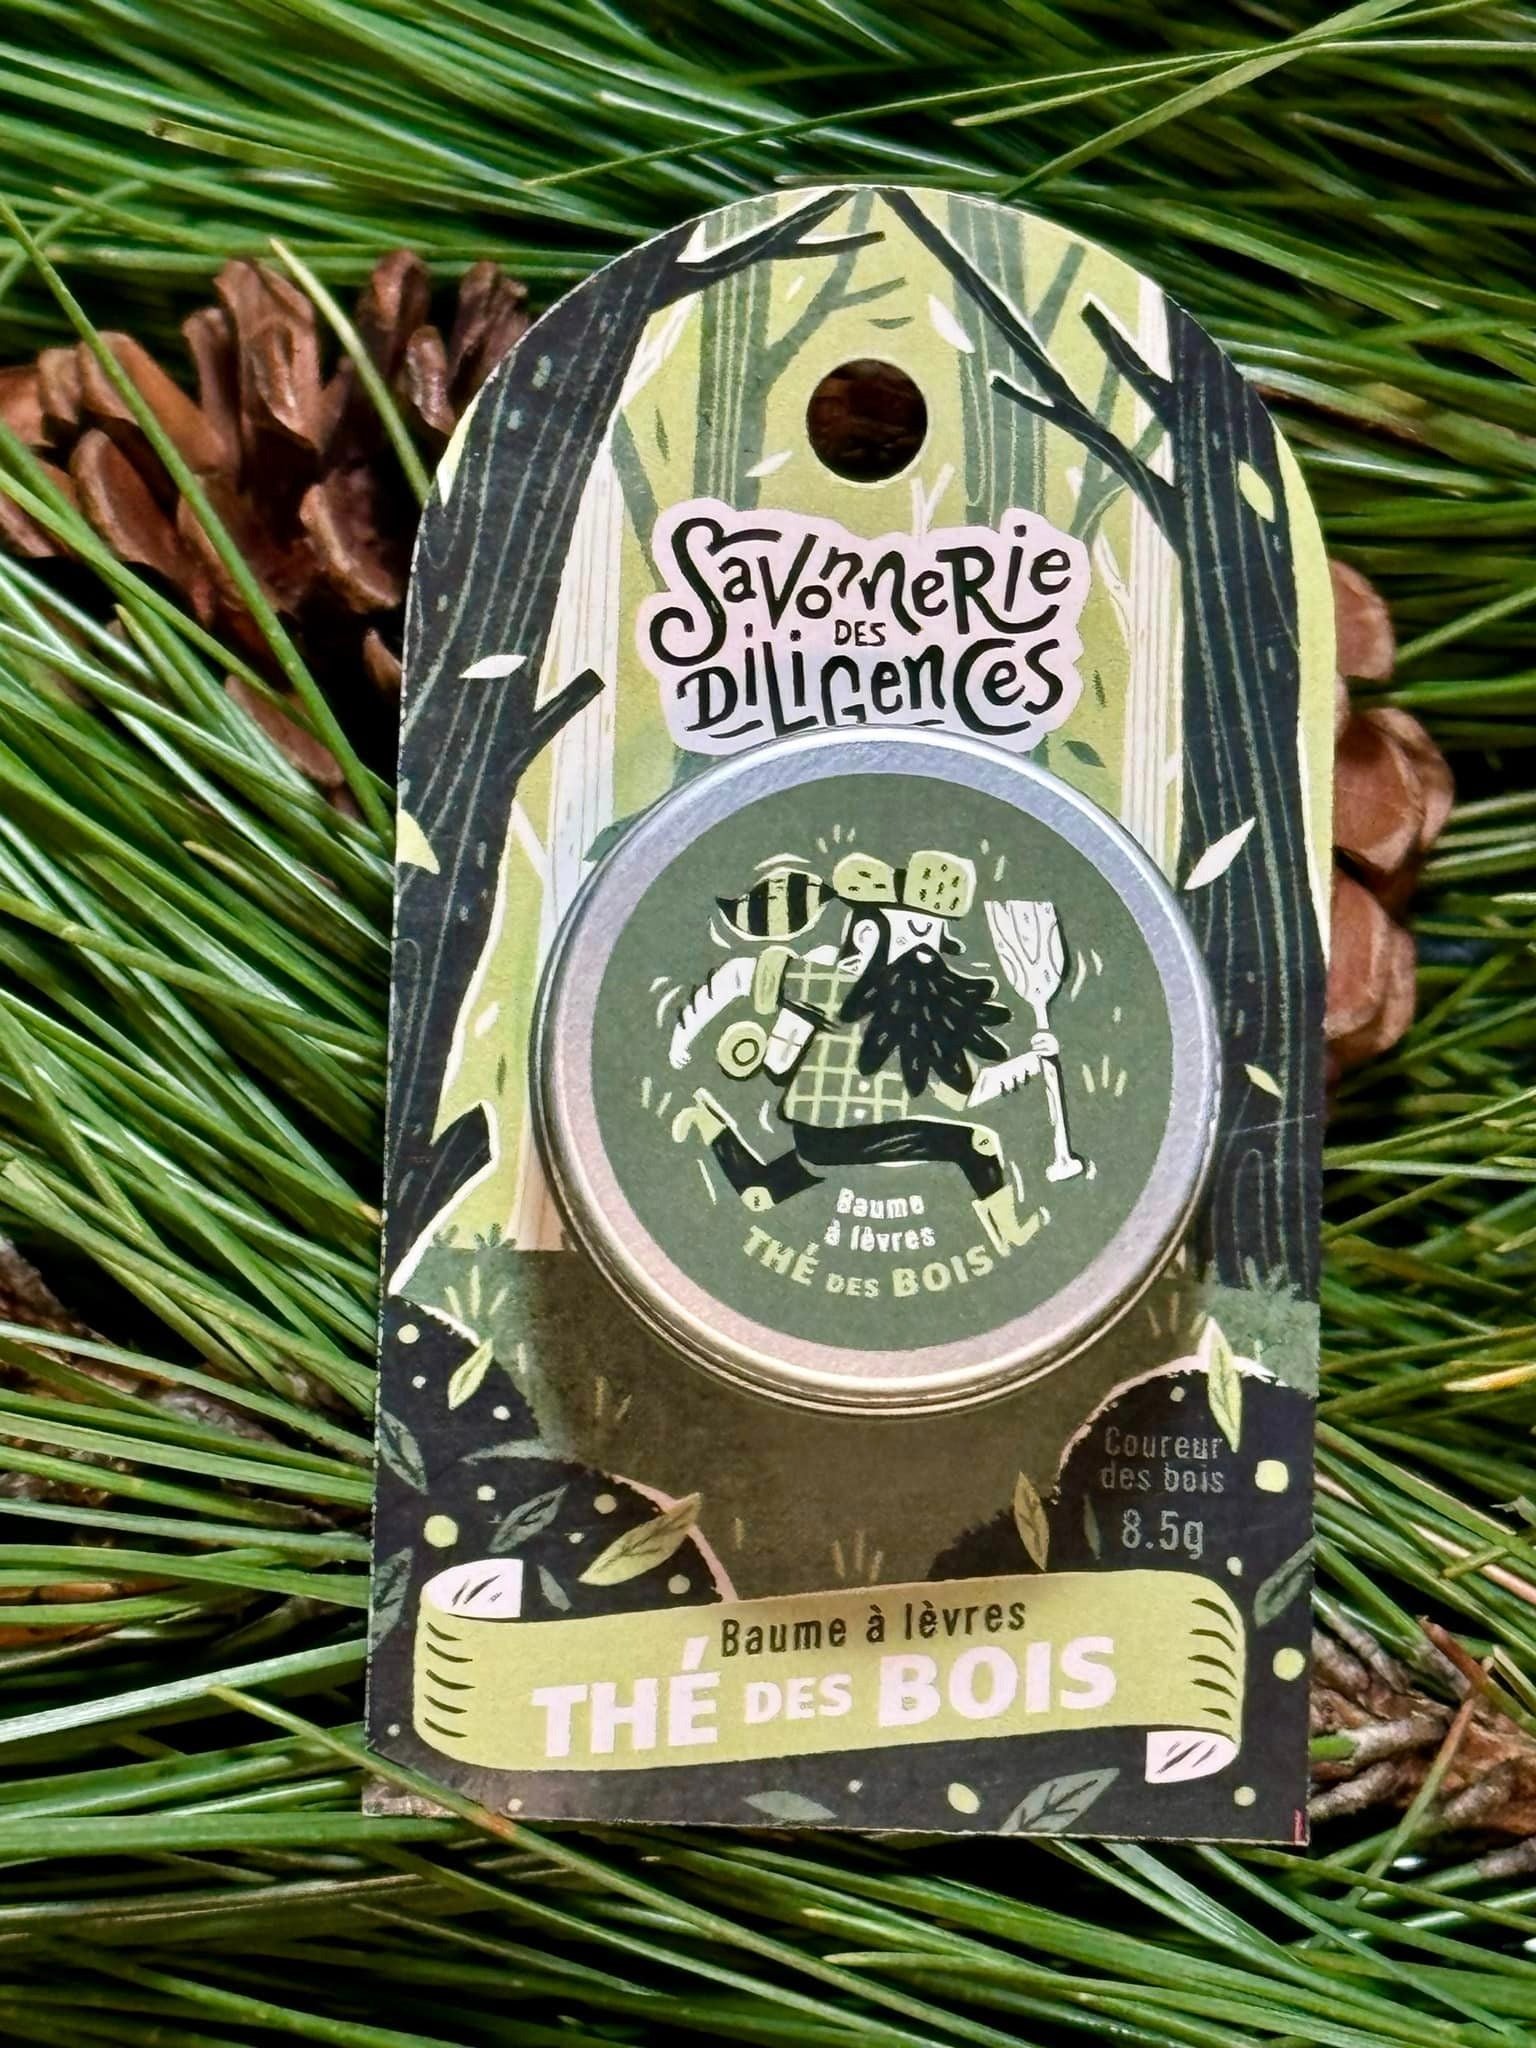 Savonnerie
des
Diligences
Baume
à lèvres
THÉ DES BOIS
Coureur
des bois
8.5g
Baume à lèvres
THÉ DES BOIS